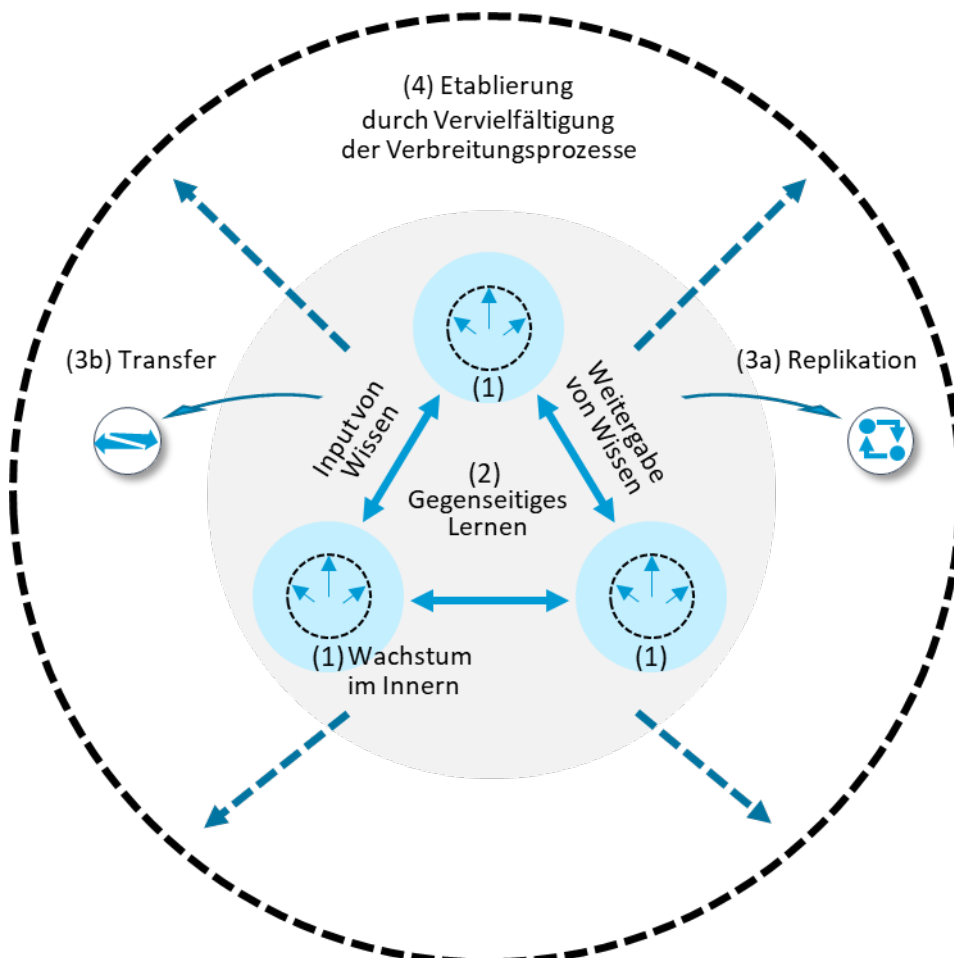 (4) Etablierung
durch Vervielfältigung
der Verbreitungsprozesse
(3b) Transfer
(3a) Replikation
(1)
Input von
Wissen
Weitergabe
von Wissen
(2)
Gegenseitiges
Lernen
(1) Wachstum
im Innern
(1)